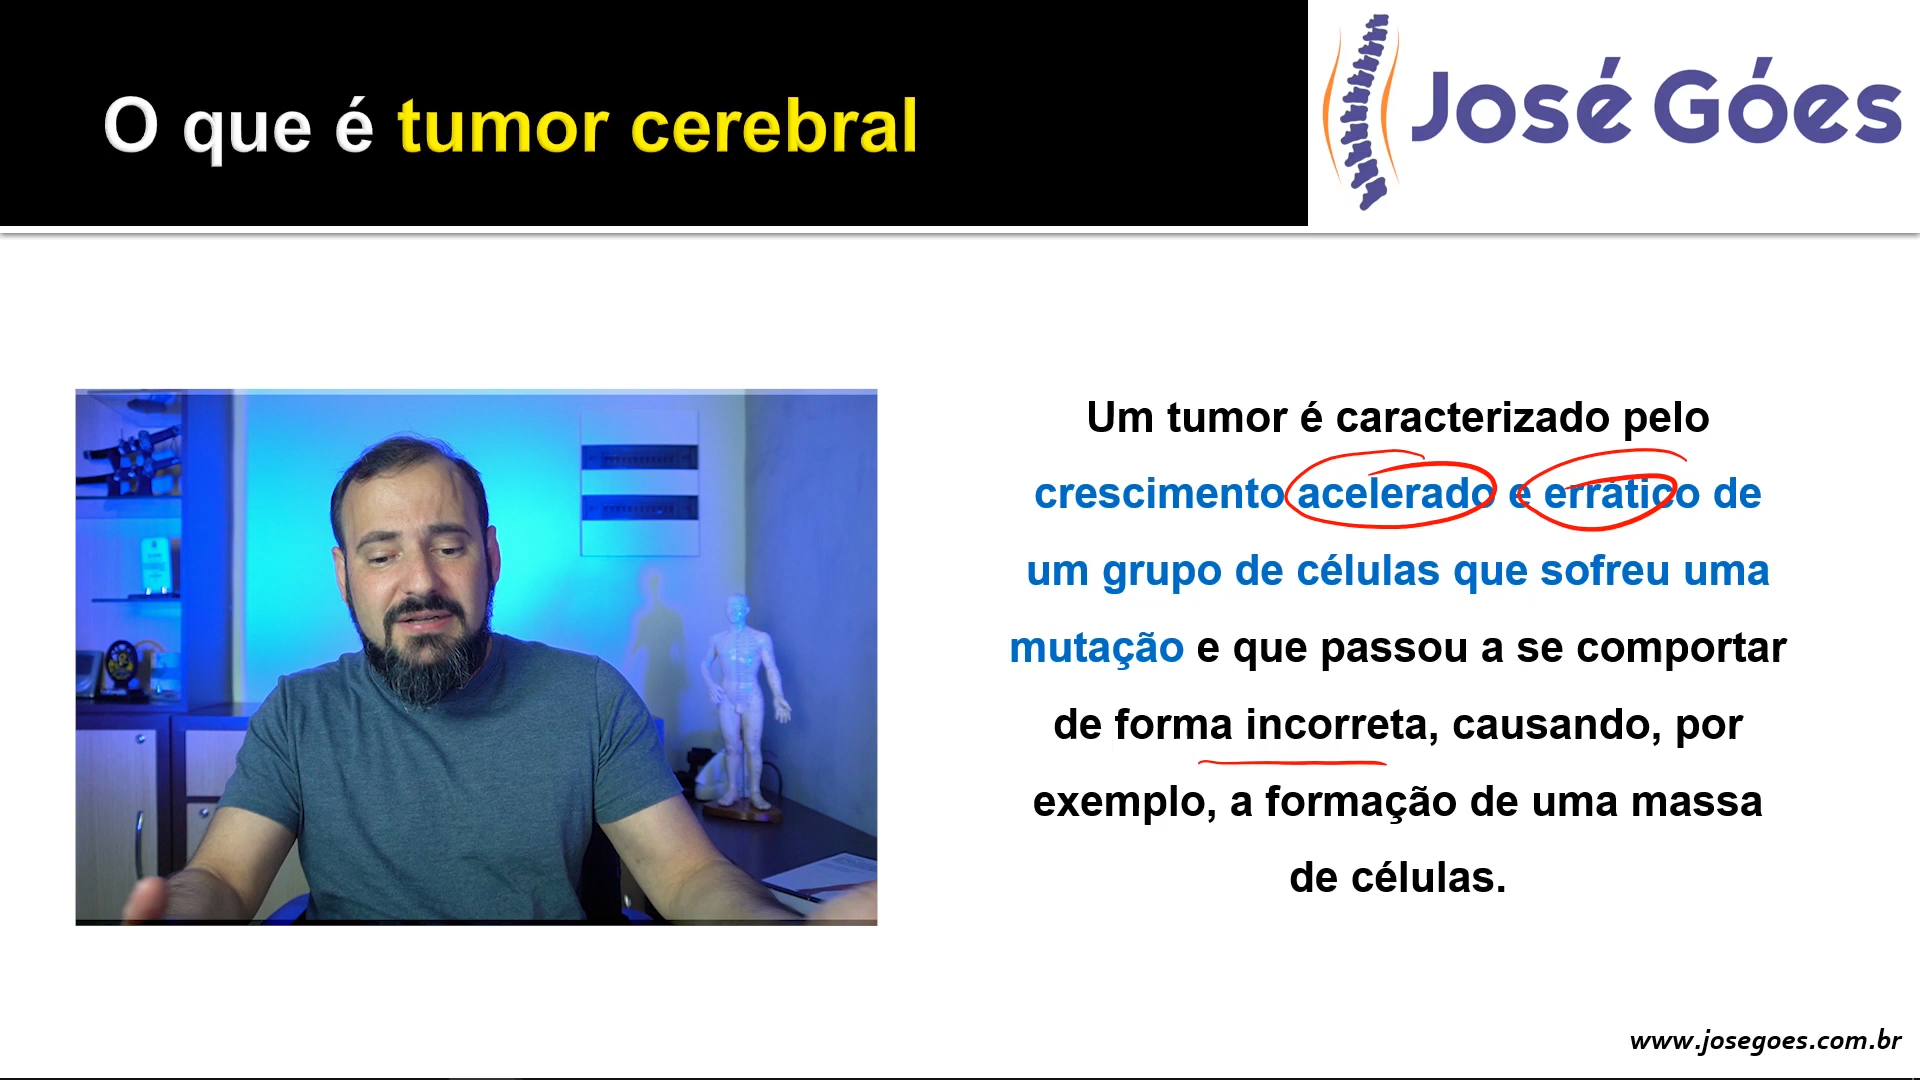 O que é tumor cerebral
José Góes
Um tumor é caracterizado pelo
crescimento acelerado e errático de
um grupo de células que sofreu uma
mutação e que passou a se comportar
de forma incorreta, causando, por
exemplo, a formação de uma massa
de células.
www.josegoes.com.br